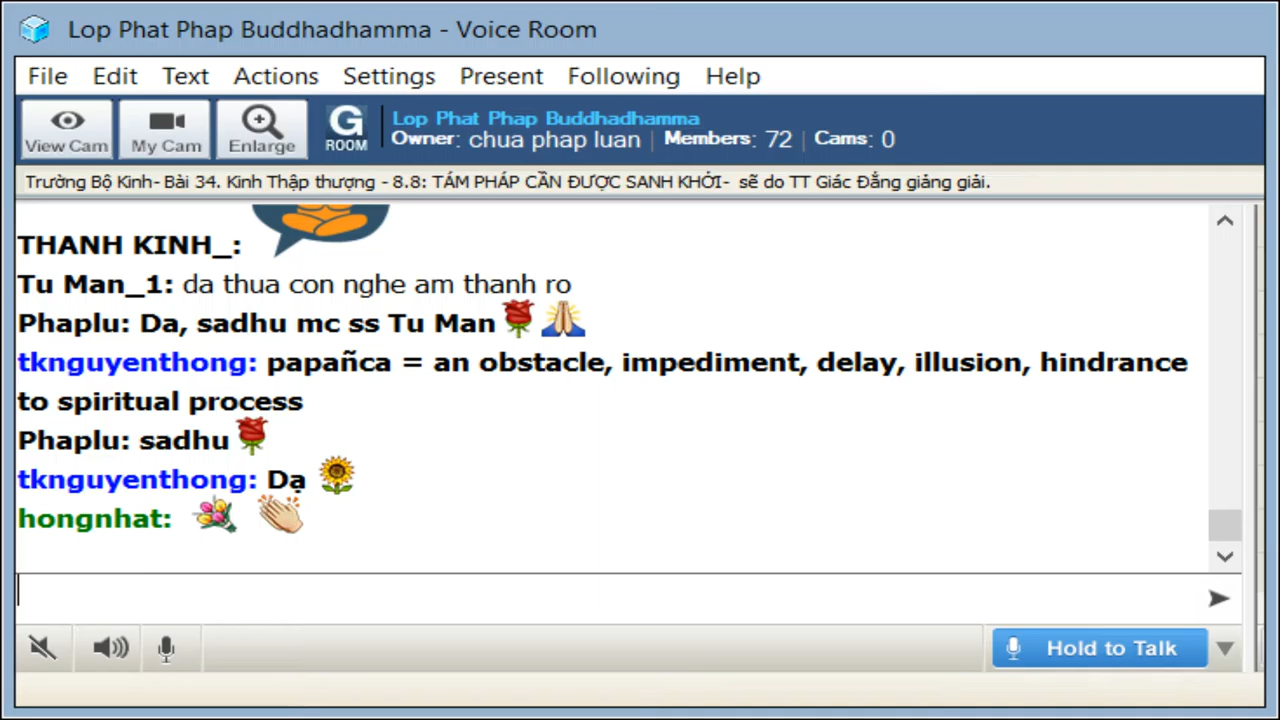 Lop Phat Phap Buddhadhamma - Voice Room
File Edit Text Actions Settings Present Following Help
View Cam My Cam Enlarge G ROOM
Lop Phat Phap Buddhadhamma
Owner: chua phap luan | Members: 72 | Cams: 0
Trường Bộ Kinh- Bài 34. Kinh Thập thượng - 8.8: TÁM PHÁP CẦN ĐƯỢC SANH KHỞI- sẽ do TT Giác Đẳng giảng giải.
THANH KINH_:
Tu Man_1: da thua con nghe am thanh ro
Phaplu: Da, sadhu mc ss Tu Man
tknguyenthong: papañca = an obstacle, impediment, delay, illusion, hindrance
to spiritual process
Phaplu: sadhu
tknguyenthong: Dạ
hongnhat:
Hold to Talk